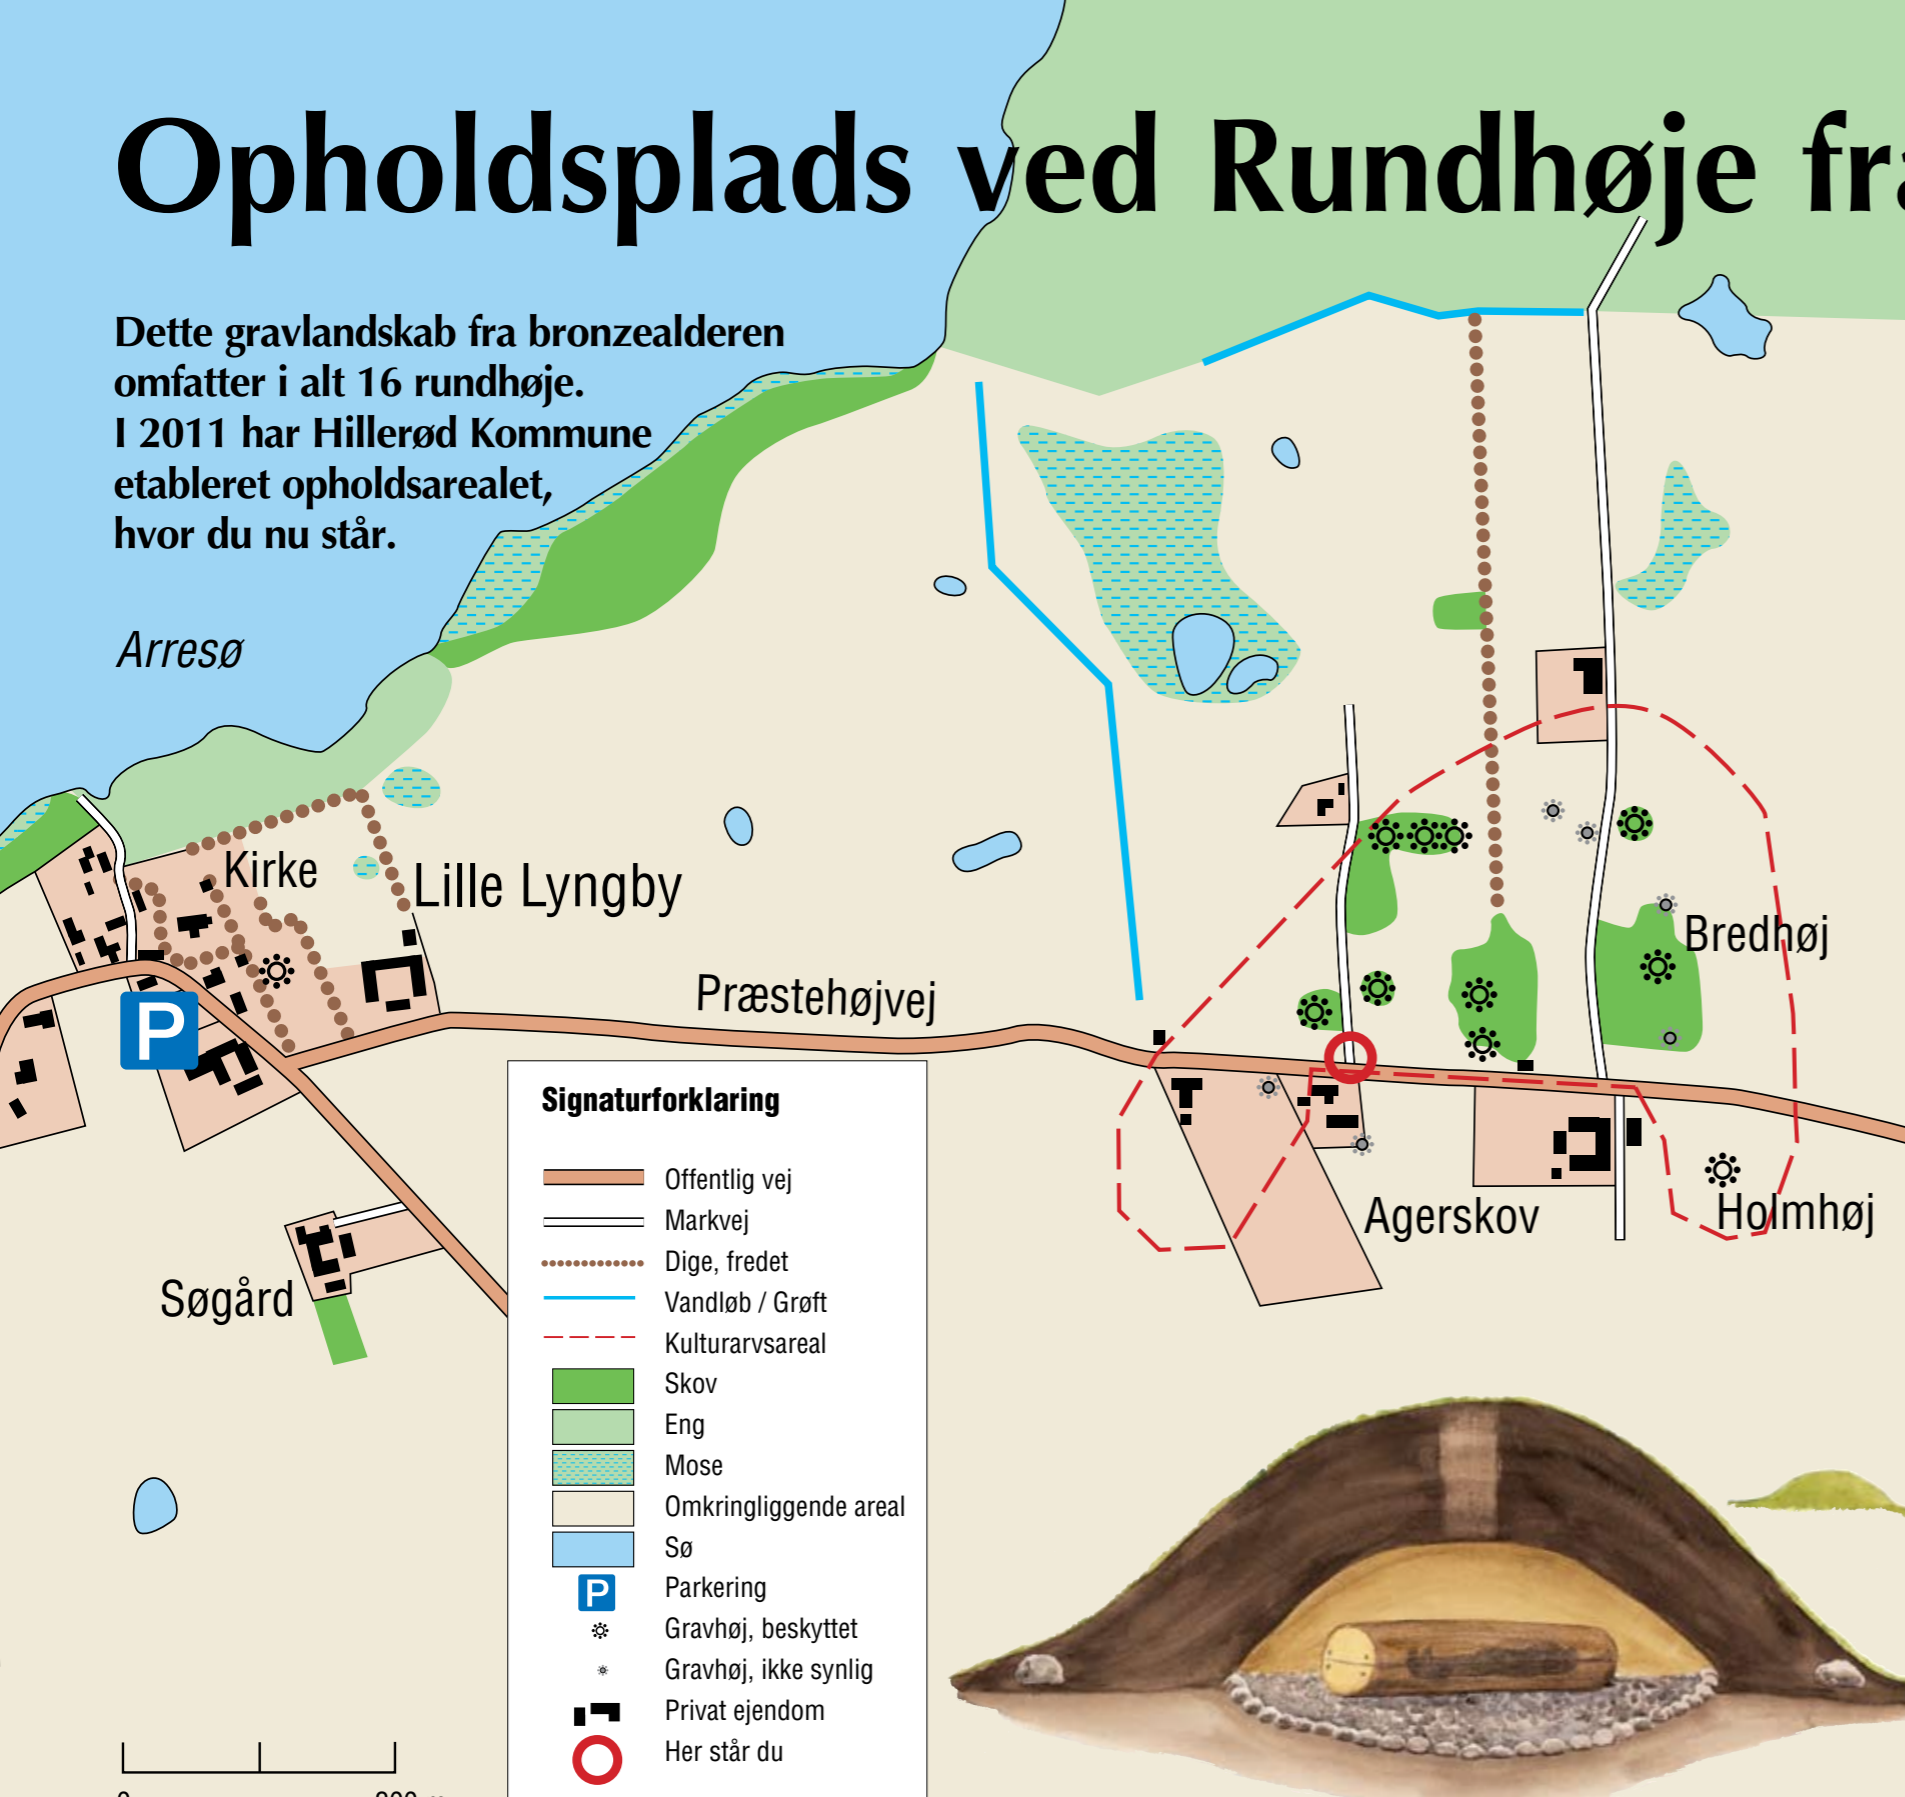 Opholdsplads ved Rundhøje fra
Dette gravlandskab fra bronzealderen
omfatter i alt 16 rundhøje.
I 2011 har Hillerød Kommune
etableret opholdsarealet,
hvor du nu står.
Arresø
Kirke
Lille Lyngby
Præstehøjvej
Bredhøj
P
Agerskov
Holmhøj
Søgård
Signaturforklaring
Offentlig vej
Markvej
Dige, fredet
Vandløb / Grøft
Kulturarvsareal
Skov
Eng
Mose
Omkringliggende areal
Sø
P Parkering
Gravhøj, beskyttet
Gravhøj, ikke synlig
Privat ejendom
Her står du